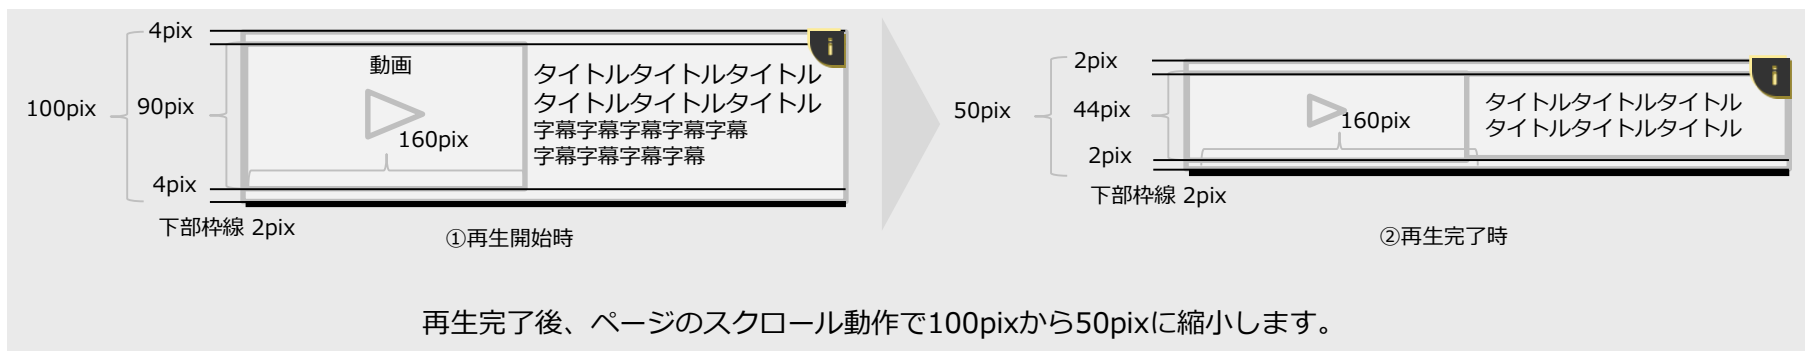 4pix
100pix
90pix
4pix
下部枠線 2pix
動画
160pix
タイトルタイトルタイトル
タイトルタイトルタイトル
字幕字幕字幕字幕字幕
字幕字幕字幕字幕
i
①再生開始時
2pix
50pix
44pix
2pix
下部枠線 2pix
160pix
タイトルタイトルタイトル
タイトルタイトルタイトル
i
②再生完了時
再生完了後、ページのスクロール動作で100pixから50pixに縮小します。